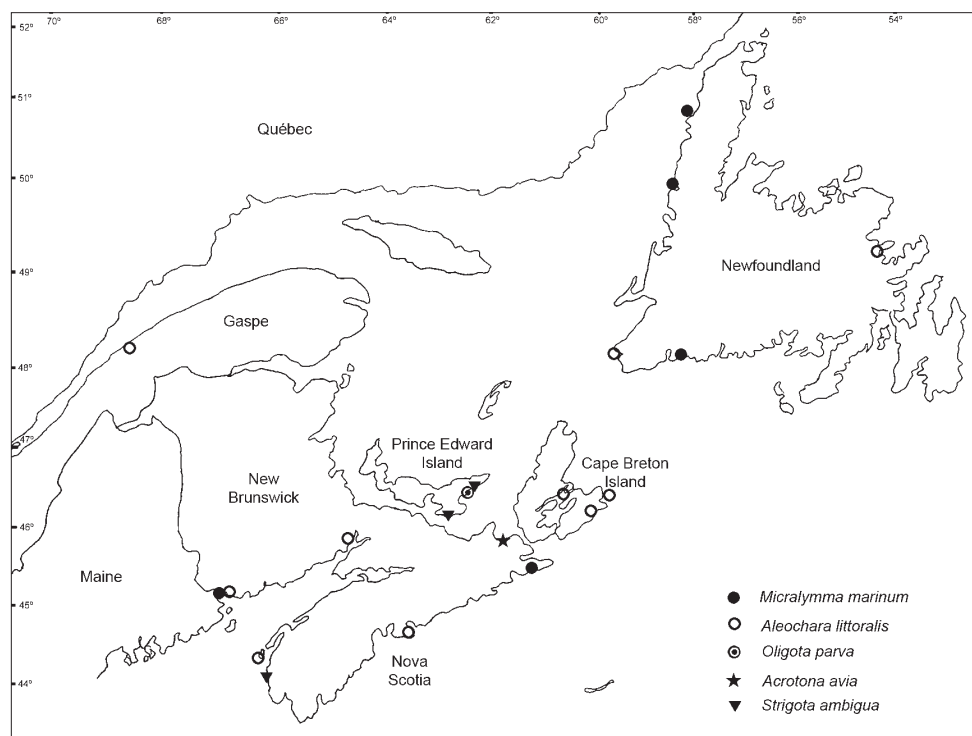 70° 68° 66° 64° 62° 60° 58° 56° 54°
52°
51°
Québec
50°
49°
Newfoundland
Gaspe
48°
47°
Prince Edward
Island
Cape Breton
Island
New
Brunswick
46°
Maine
45°
Nova
Scotia
44°
Micralymma marinum
Aleochara littoralis
Oligota parva
Acrotona avia
Strigota ambigua